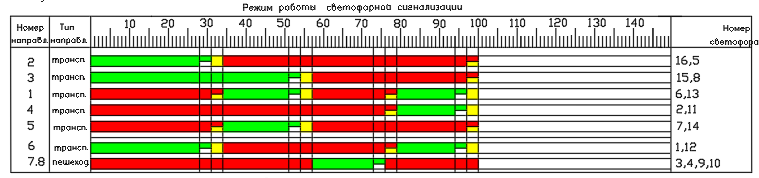 Режим работы светофорной сигнализации
Номер направл. Тип направл. 10 20 30 40 50 60 70 80 90 100 110 120 130 140 Номер светофора
2 трансп. 16,5
3 трансп. 15,8
1 трансп. 6,13
4 трансп. 2,11
5 трансп. 7,14
6 трансп. 1,12
7.8 пешеход. 3,4,9,10